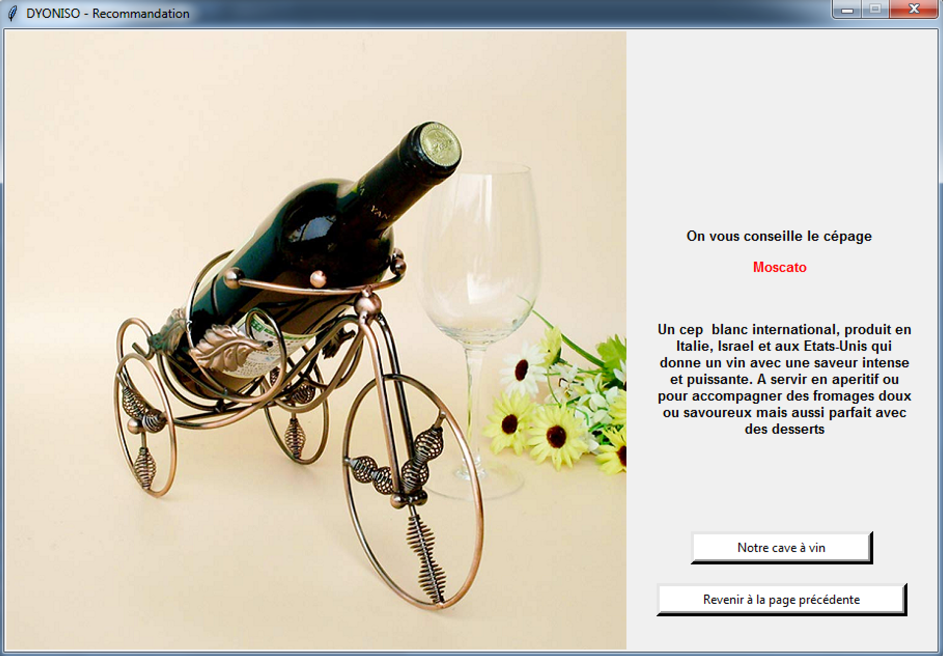 DYONISO - Recommandation
On vous conseille le cépage
Moscato
Un cep  blanc international, produit en
Italie, Israel et aux Etats-Unis qui
donne un vin avec une saveur intense
et puissante. A servir en aperitif ou
pour accompagner des fromages doux
ou savoureux mais aussi parfait avec
des desserts
Notre cave à vin
Revenir à la page précédente